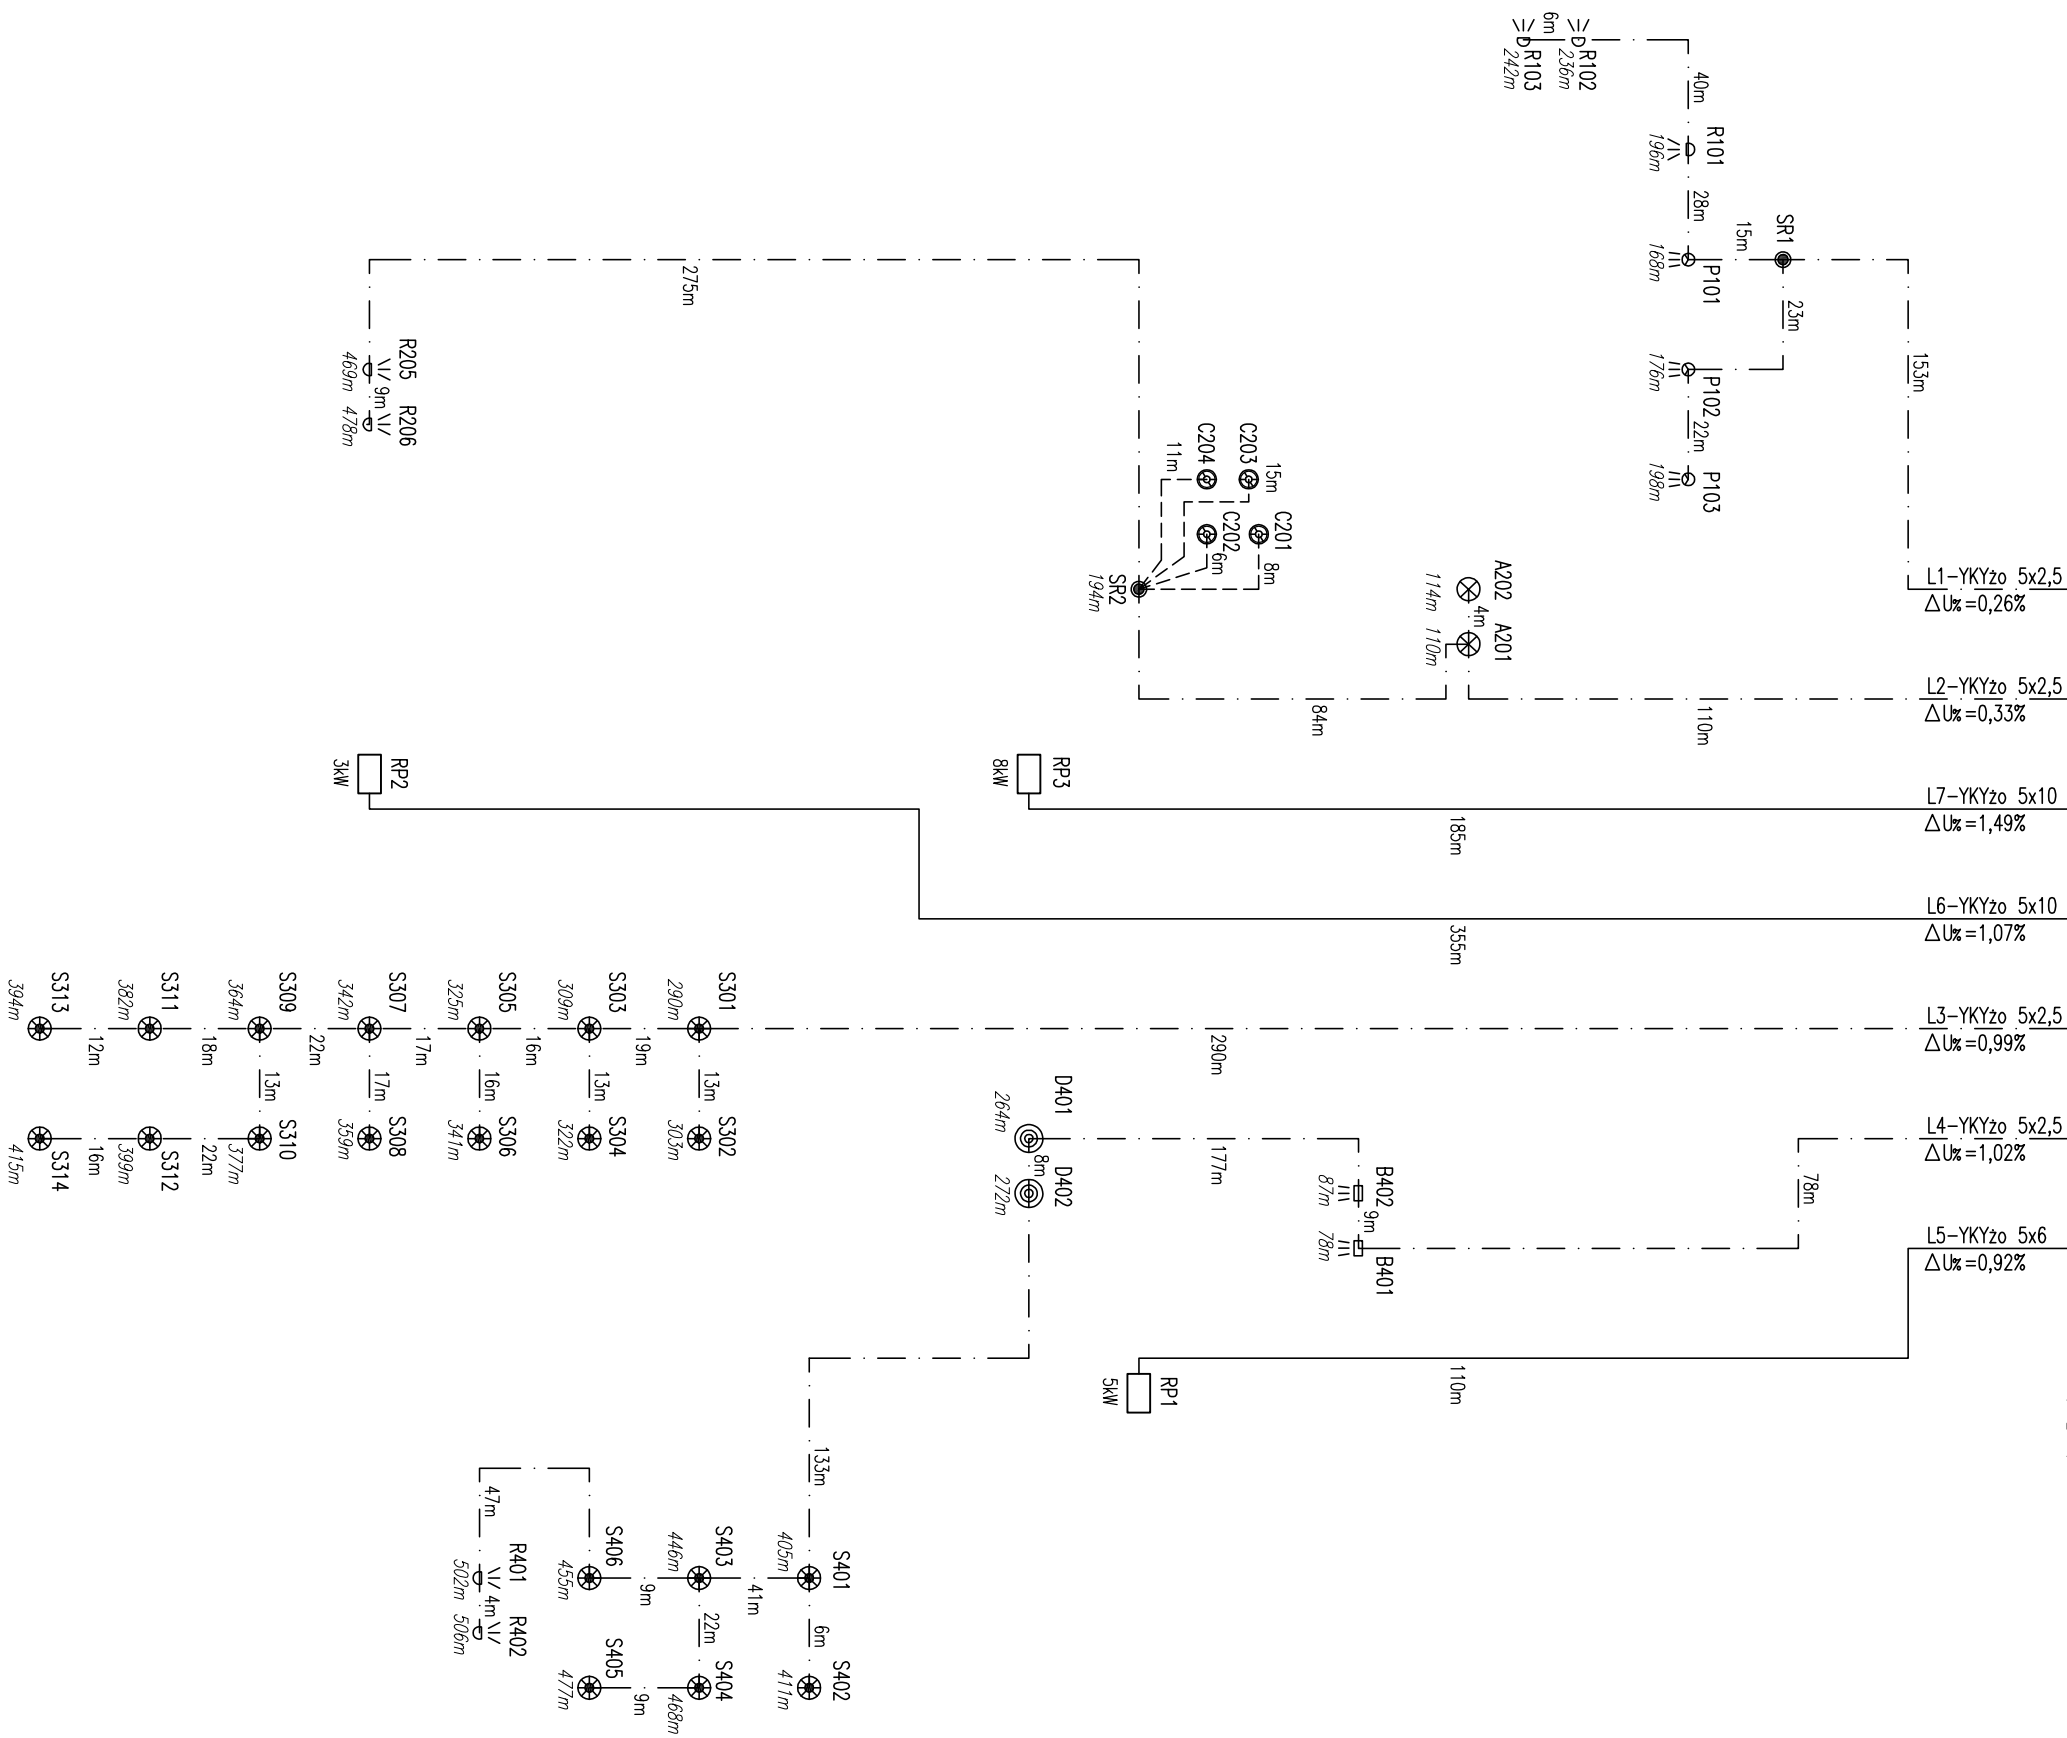 6m
R102
236m
R103
242m
40m
R101
196m
28m
SR1
15m
P101
168m
23m
153m
P102
176m
22m
P103
198m
275m
R205
469m
9m
R206
478m
C204
11m
C203
15m
C202
6m
C201
8m
SR2
194m
A202
114m
4m
A201
110m
84m
110m
L1-YKYżo 5x2,5
ΔU%=0,26%
L2-YKYżo 5x2,5
ΔU%=0,33%
RP2
3kW
RP3
8kW
L7-YKYżo 5x10
ΔU%=1,49%
185m
L6-YKYżo 5x10
ΔU%=1,07%
355m
L3-YKYżo 5x2,5
ΔU%=0,99%
290m
S313
394m
S311
382m
S309
364m
S307
342m
S305
325m
S303
309m
S301
290m
12m
18m
22m
17m
16m
19m
13m
17m
16m
13m
13m
S314
415m
16m
S312
399m
22m
S310
377m
S308
359m
S306
341m
S304
322m
S302
303m
D401
264m
8m
D402
272m
177m
B402
87m
9m
B401
78m
78m
L4-YKYżo 5x2,5
ΔU%=1,02%
L5-YKYżo 5x6
ΔU%=0,92%
RP1
5kW
110m
133m
47m
R401
502m
4m
R402
506m
S406
455m
9m
S403
446m
41m
S401
405m
22m
6m
S405
477m
9m
S404
468m
S402
411m